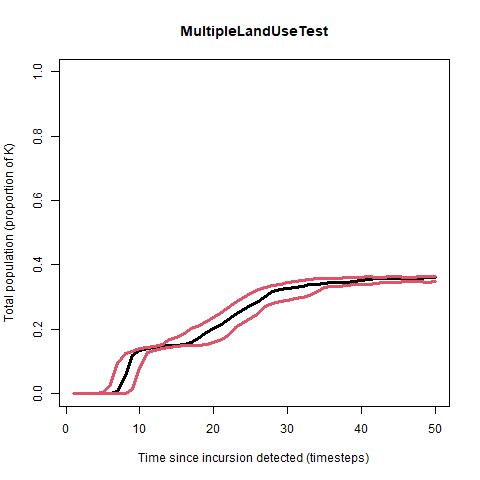 MultipleLandUseTest
Total population (proportion of K)
1.0
0.8
0.6
0.4
0.2
0.0
0 10 20 30 40 50
Time since incursion detected (timesteps)